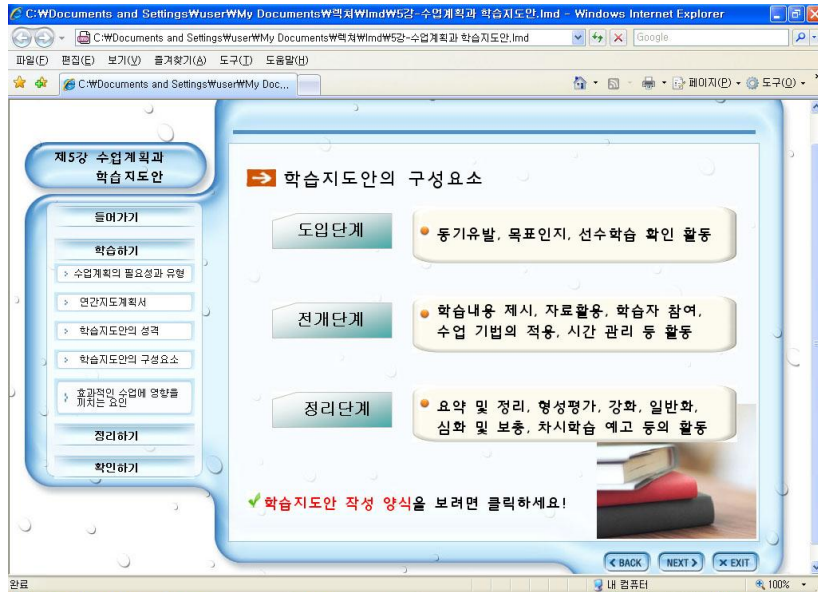 C:₩Documents and Settings₩user₩My Documents₩렉쳐₩lmd₩5강-수업계획과 학습지도안.lmd - Windows Internet Explorer
C:₩Documents and Settings₩user₩My Documents₩렉쳐₩lmd₩5강-수업계획과 학습지도안.lmd
Google
파일(F) 편집(E) 보기(V) 즐겨찾기(A) 도구(T) 도움말(H)
C:₩Documents and Settings₩user₩My Doc...
페이지(P) 도구(O)
제5강 수업계획과
학습지도안
들어가기
학습하기
> 수업계획의 필요성과 유형
> 연간지도계획서
> 학습지도안의 성격
> 학습지도안의 구성요소
> 효과적인 수업에 영향을
끼치는 요인
정리하기
확인하기
학습지도안의 구성요소
도입단계
동기유발, 목표인지, 선수학습 확인 활동
전개단계
학습내용 제시, 자료활용, 학습자 참여,
수업 기법의 적용, 시간 관리 등 활동
정리단계
요약 및 정리, 형성평가, 강화, 일반화,
심화 및 보충, 차시학습 예고 등의 활동
학습지도안 작성 양식을 보려면 클릭하세요!
< BACK NEXT > × EXIT
완료
내 컴퓨터
100%